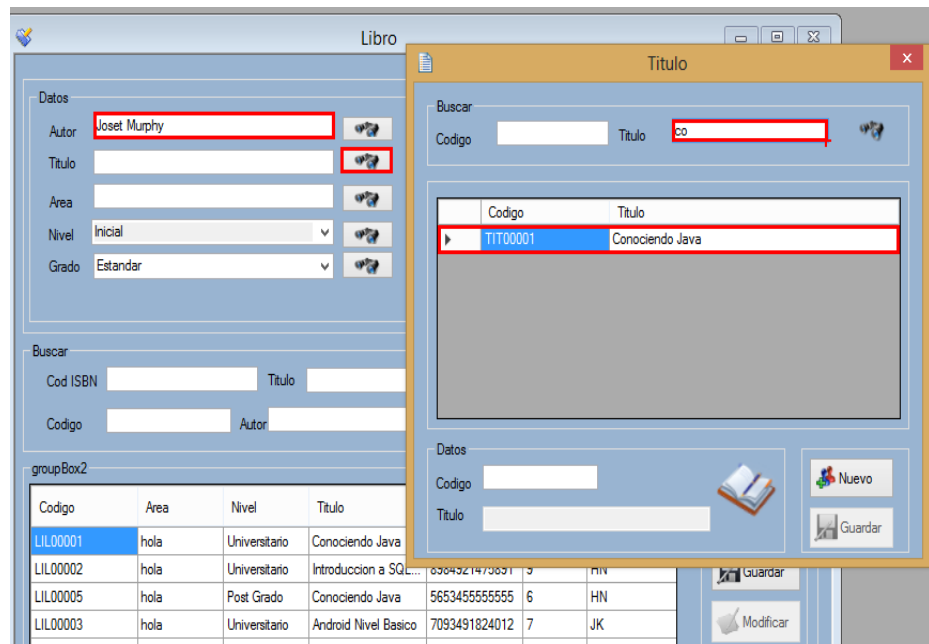 Libro
Datos
Autor Joset Murphy
Titulo
Area
Nivel Inicial
Grado Estandar
Buscar
Cod ISBN Titulo
Codigo Autor
groupBox2
Codigo Area Nivel Titulo
LIL00001 hola Universitario Conociendo Java
LIL00002 hola Universitario Introduccion a SQL... 8984921475891 9 HN
LIL00005 hola Post Grado Conociendo Java 5653455555555 6 HN
LIL00003 hola Universitario Android Nivel Basico 7093491824012 7 JK
Guardar
Modificar
Titulo
Buscar
Codigo Titulo co
Codigo Titulo
TIT00001 Conociendo Java
Datos
Codigo
Titulo
Nuevo
Guardar